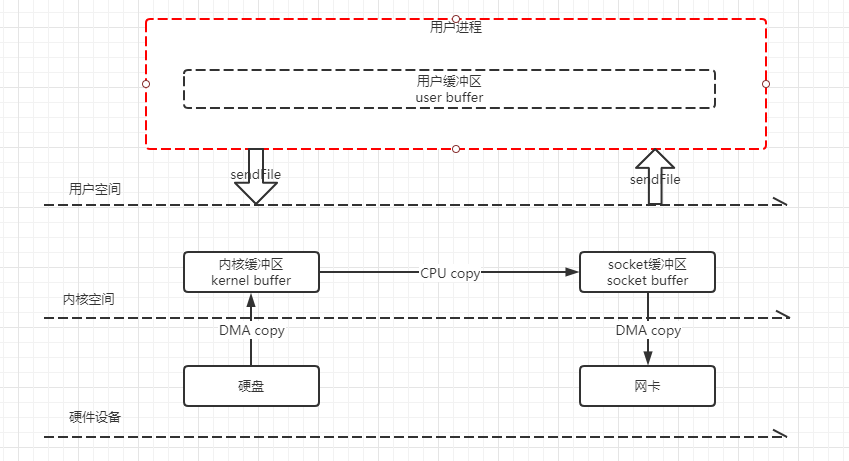 用户进程
用户缓冲区
user buffer
sendFile
sendFile
用户空间
内核缓冲区
kernel buffer
CPU copy
socket缓冲区
socket buffer
内核空间
DMA copy
DMA copy
硬盘
网卡
硬件设备